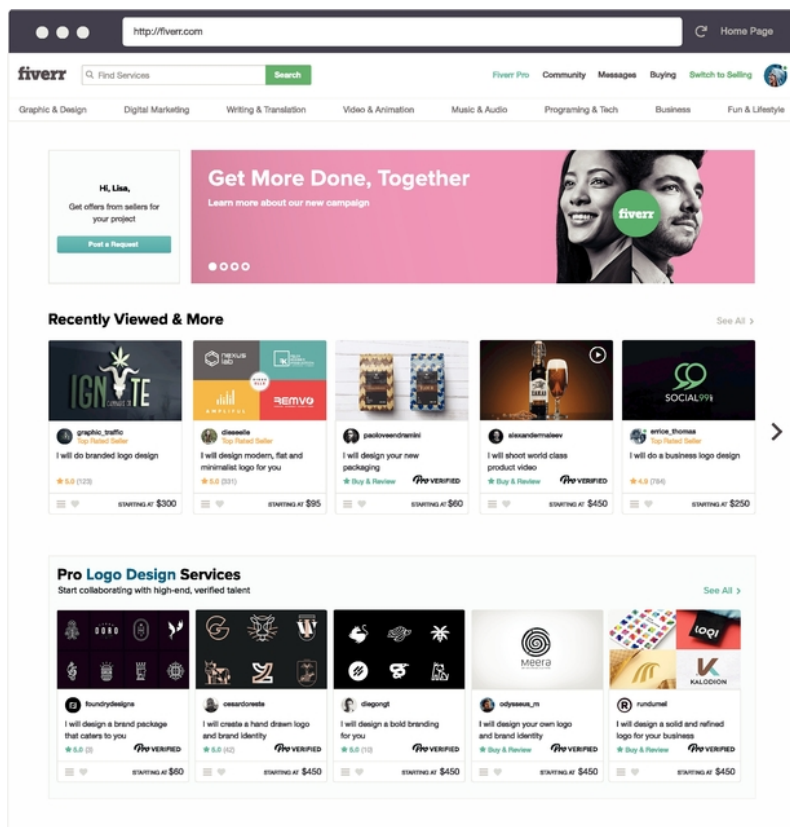 http://fiverr.com
Home Page
fiverr
Find Services
Search
Fiverr Pro
Community
Messages
Buying
Switch to Selling
Graphic & Design
Digital Marketing
Writing & Translation
Video & Animation
Music & Audio
Programing & Tech
Business
Fun & Lifestyle
Hi, Lisa,
Get offers from sellers for
your project
Post a Request
Get More Done, Together
Learn more about our new campaign
fiverr
Recently Viewed & More
See All >
IGNITE
graphic_traffic
Top Rated Seller
I will do branded logo design
5.0 (123)
STARTING AT $300
nexus
lab
AMPLIFUL
REMVO
Top Rated Seller
I will design modern, flat and
minimalist logo for you
5.0 (331)
STARTING AT $95
paoloveendramini
I will design your new
packaging
Buy & Review
Pro VERIFIED
STARTING AT $60
alexandermaleev
I will shoot world class
product video
Buy & Review
Pro VERIFIED
STARTING AT $450
SOCIAL99
errice_thomas
Top Rated Seller
I will do a business logo design
4.9 (764)
STARTING AT $250
Pro Logo Design Services
Start collaborating with high-end, verified talent
See All >
foundrydesigns
I will design a brand package
that caters to you
5.0 (3)
Pro VERIFIED
STARTING AT $60
cesardoreste
I will create a hand drawn logo
and brand identity
5.0 (42)
Pro VERIFIED
STARTING AT $450
diegongt
I will design a bold branding
for you
5.0 (10)
Pro VERIFIED
STARTING AT $450
Meera
odysseus_m
I will design your own logo
and brand identity
Buy & Review
Pro VERIFIED
STARTING AT $450
LOQI
KALODION
rundumel
I will design a solid and refined
logo for your business
Buy & Review
Pro VERIFIED
STARTING AT $450